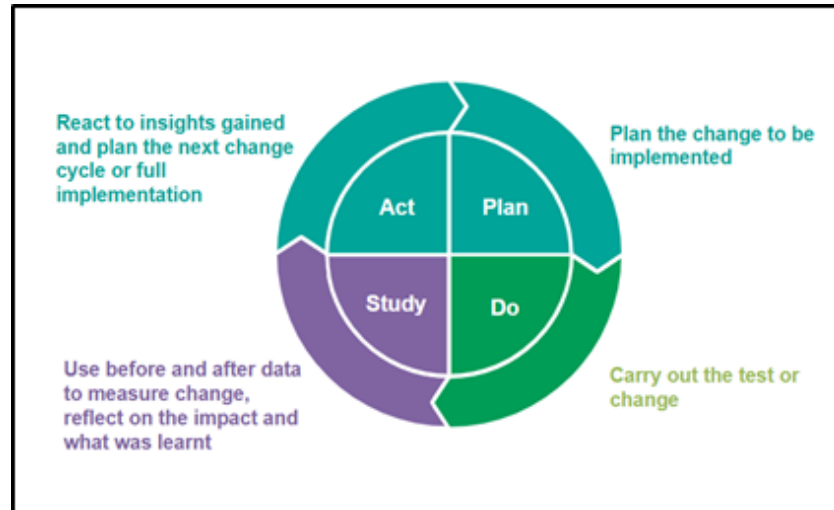 React to insights gained
and plan the next change
cycle or full
implementation
Plan the change to be
implemented
Act
Plan
Study
Do
Use before and after data
to measure change,
reflect on the impact and
what was learnt
Carry out the test or
change